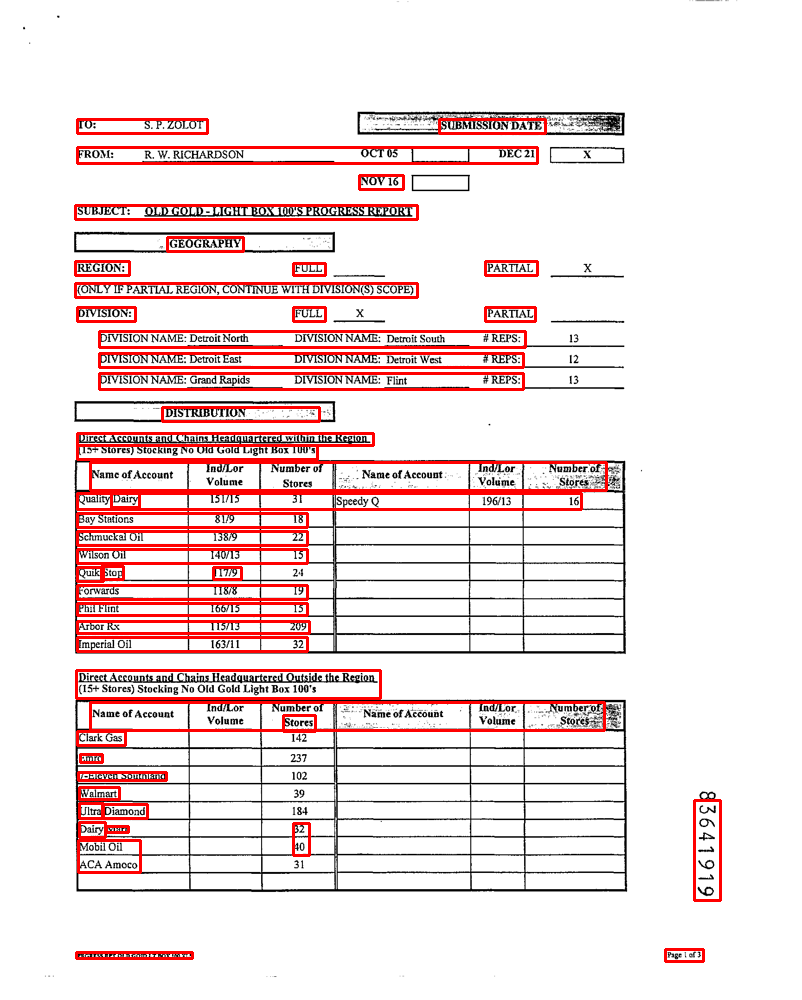 TO: S. P. ZOLOT
SUBMISSION DATE
FROM: R. W. RICHARDSON OCT 05 DEC 21 X
NOV 16
SUBJECT: OLD GOLD - LIGHT BOX 100'S PROGRESS REPORT
GEOGRAPHY
REGION: FULL PARTIAL X
(ONLY IF PARTIAL REGION, CONTINUE WITH DIVISION(S) SCOPE)
DIVISION: FULL X PARTIAL
DIVISION NAME: Detroit North DIVISION NAME: Detroit South # REPS: 13
DIVISION NAME: Detroit East DIVISION NAME: Detroit West # REPS: 12
DIVISION NAME: Grand Rapids DIVISION NAME: Flint # REPS: 13
DISTRIBUTION
Direct Accounts and Chains Headquartered within the Region
(15+ Stores) Stocking No Old Gold Light Box 100's
Name of Account Ind/Lor Volume Number of Stores Name of Account Ind/Lor Volume Number of Stores
Quality Dairy 151/15 31 Speedy Q 196/13 16
Bay Stations 81/9 18
Schmuckal Oil 138/9 22
Wilson Oil 140/13 15
Quik Stop 117/9 24
Forwards 118/8 19
Phil Flint 166/15 15
Arbor Rx 115/13 209
Imperial Oil 163/11 32
Direct Accounts and Chains Headquartered Outside the Region
(15+ Stores) Stocking No Old Gold Light Box 100's
Name of Account Ind/Lor Volume Number of Stores Name of Account Ind/Lor Volume Number of Stores
Clark Gas 142
Emro 237
7-Eleven Southland 102
Walmart 39
Ultra Diamond 184
Dairy Mart 32
Mobil Oil 40
ACA Amoco 31
83641919
Page 1 of 3